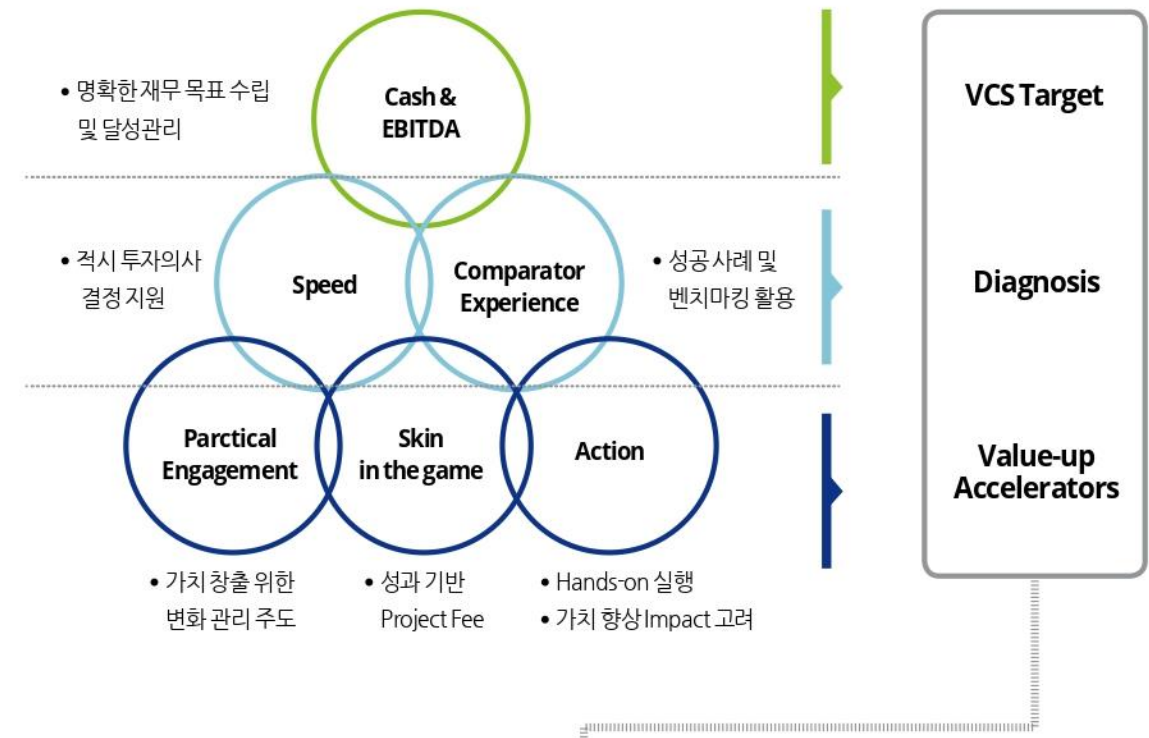 • 명확한 재무 목표 수립
및 달성관리
Cash &
EBITDA
VCS Target
• 적시 투자의사
결정 지원
Speed
Comparator
Experience
• 성공 사례 및
벤치마킹 활용
Diagnosis
Parctical
Engagement
Skin
in the game
Action
Value-up
Accelerators
• 가치 창출 위한
변화 관리 주도
• 성과 기반
Project Fee
• Hands-on 실행
• 가치 향상 Impact 고려